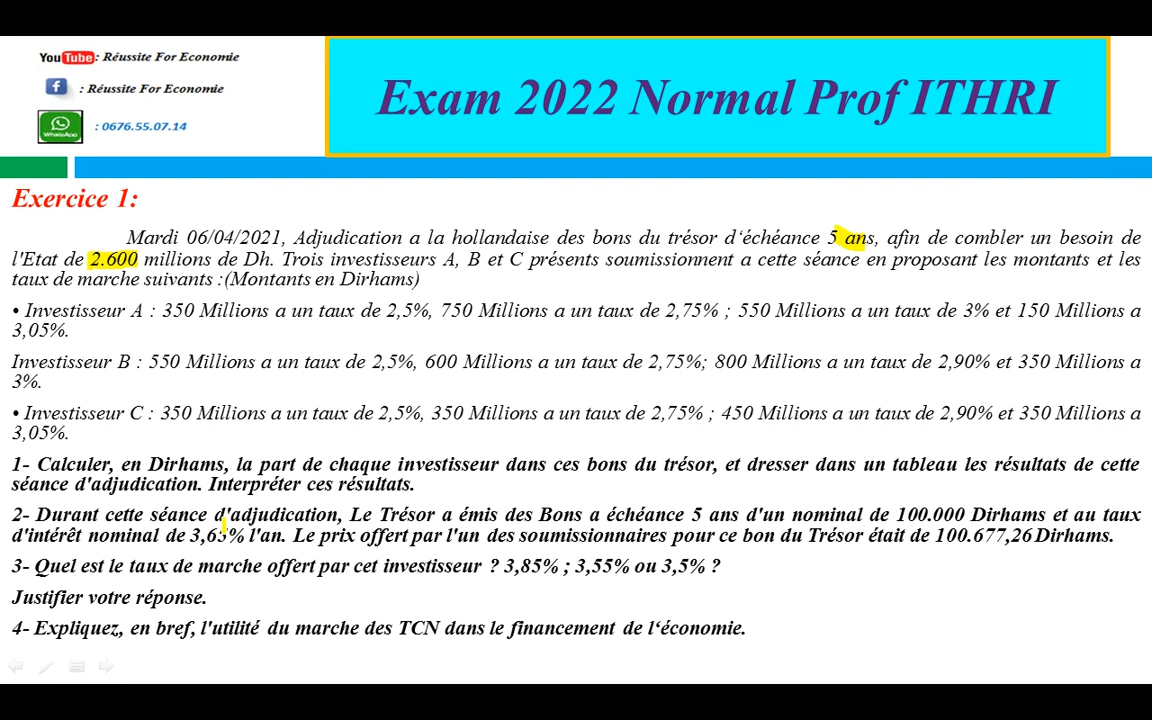 You Tube : Réussite For Economie
: Réussite For Economie
WhatsApp : 0676.55.07.14
Exam 2022 Normal Prof ITHRI
Exercice 1:
Mardi 06/04/2021, Adjudication a la hollandaise des bons du trésor d‘échéance 5 ans, afin de combler un besoin de
l'Etat de 2.600 millions de Dh. Trois investisseurs A, B et C présents soumissionnent a cette séance en proposant les montants et les
taux de marche suivants :(Montants en Dirhams)
• Investisseur A : 350 Millions a un taux de 2,5%, 750 Millions a un taux de 2,75% ; 550 Millions a un taux de 3% et 150 Millions a
3,05%.
Investisseur B : 550 Millions a un taux de 2,5%, 600 Millions a un taux de 2,75%; 800 Millions a un taux de 2,90% et 350 Millions a
3%.
• Investisseur C : 350 Millions a un taux de 2,5%, 350 Millions a un taux de 2,75% ; 450 Millions a un taux de 2,90% et 350 Millions a
3,05%.
1- Calculer, en Dirhams, la part de chaque investisseur dans ces bons du trésor, et dresser dans un tableau les résultats de cette
séance d'adjudication. Interpréter ces résultats.
2- Durant cette séance d'adjudication, Le Trésor a émis des Bons a échéance 5 ans d'un nominal de 100.000 Dirhams et au taux
d'intérêt nominal de 3,65% l'an. Le prix offert par l'un des soumissionnaires pour ce bon du Trésor était de 100.677,26 Dirhams.
3- Quel est le taux de marche offert par cet investisseur ? 3,85% ; 3,55% ou 3,5% ?
Justifier votre réponse.
4- Expliquez, en bref, l'utilité du marche des TCN dans le financement de l‘économie.